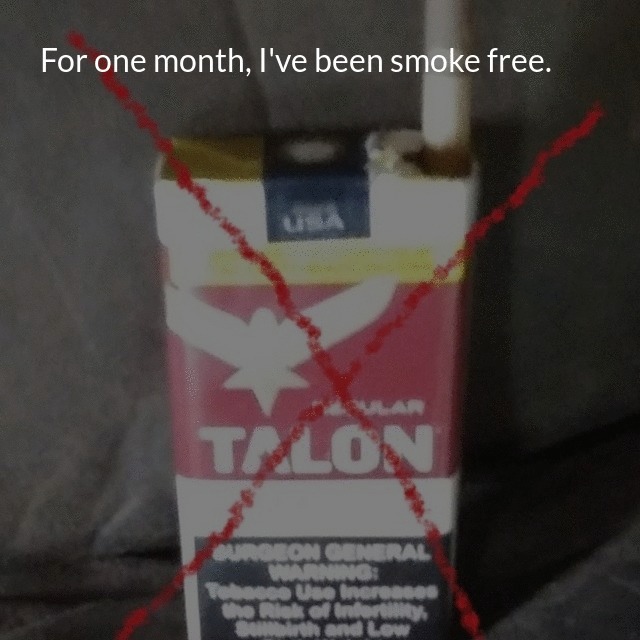 For one month, I've been smoke free.
USA
REGULAR
TALON
SURGEON GENERAL
WARNING:
Tobacco Use Increases
the Risk of Infertility,
Stillbirth and Low